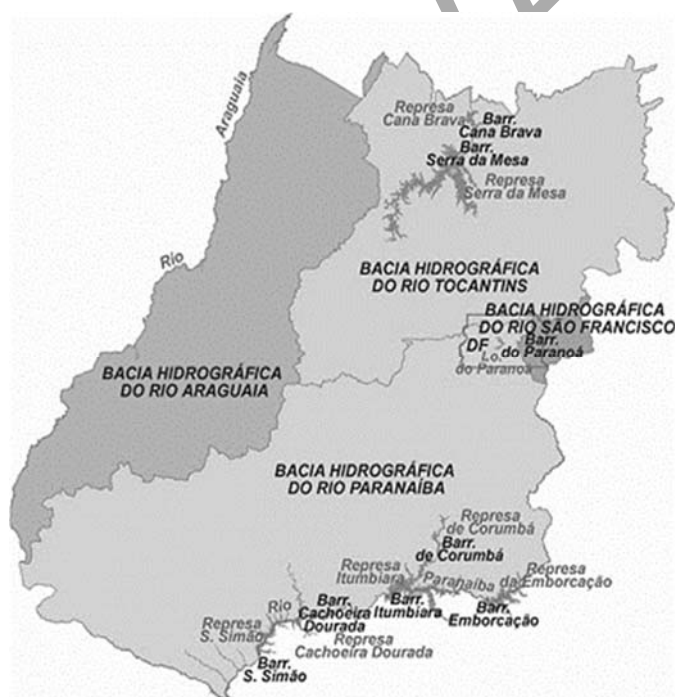 Araguaia
Rio
Represa
Cana Brava
Barr.
Cana Brava
Barr.
Serra da Mesa
Represa
Serra da Mesa
BACIA HIDROGRÁFICA
DO RIO TOCANTINS
BACIA HIDROGRÁFICA
DO RIO SÃO FRANCISCO
DF
Barr.
do Paranoá
Lo.
do Paranoá
BACIA HIDROGRÁFICA
DO RIO ARAGUAIA
BACIA HIDROGRÁFICA
DO RIO PARANAÍBA
Represa
de Corumbá
Barr.
de Corumbá
Represa
Itumbiara
Paranaíba
Represa
da Emborcação
Barr.
Itumbiara
Barr.
Emborcação
Rio
Barr.
Cachoeira
Dourada
Represa
S. Simão
Represa
Cachoeira Dourada
Barr.
S. Simão